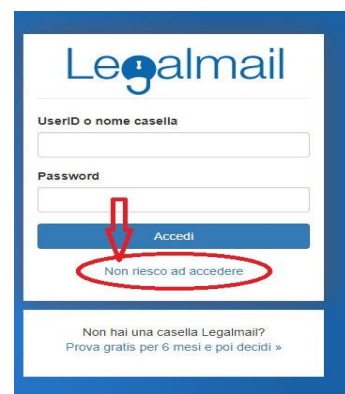 Legalmail
UserID o nome casella
Password
Accedi
Non riesco ad accedere
Non hai una casella Legalmail?
Prova gratis per 6 mesi e poi decidi »